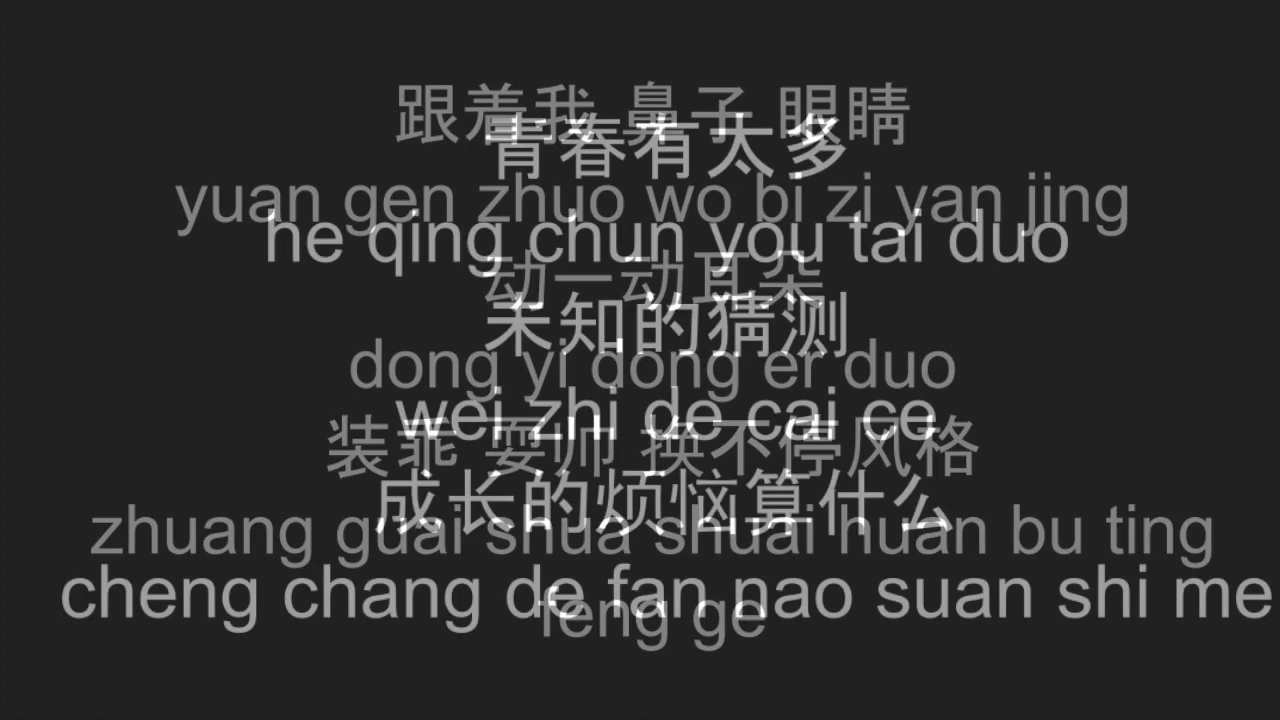 跟着我 鼻子 眼睛
青春有太多
yuan gen zhuo wo bi zi yan jing
he qing chun you tai duo
动一动耳朵
未知的猜测
dong yi dong er duo
wei zhi de cai ce
装乖 耍帅 换不停风格
成长的烦恼算什么
zhuang guai shua shuai huan bu ting
cheng chang de fan nao suan shi me
feng ge